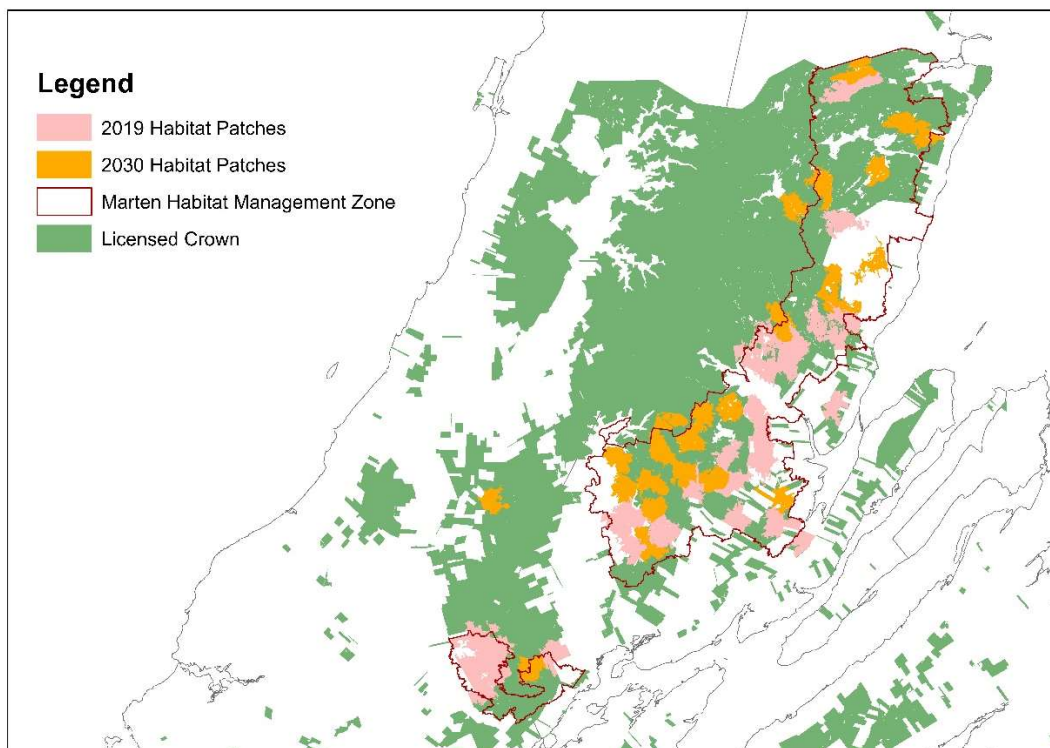 Legend
2019 Habitat Patches
2030 Habitat Patches
Marten Habitat Management Zone
Licensed Crown